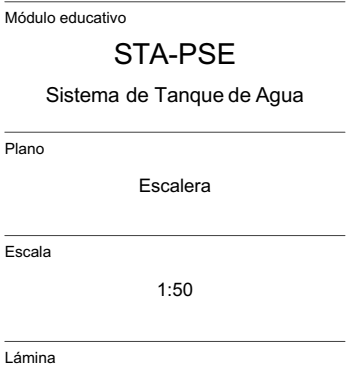 Módulo educativo
STA-PSE
Sistema de Tanque de Agua
Plano
Escalera
Escala
1:50
Lámina